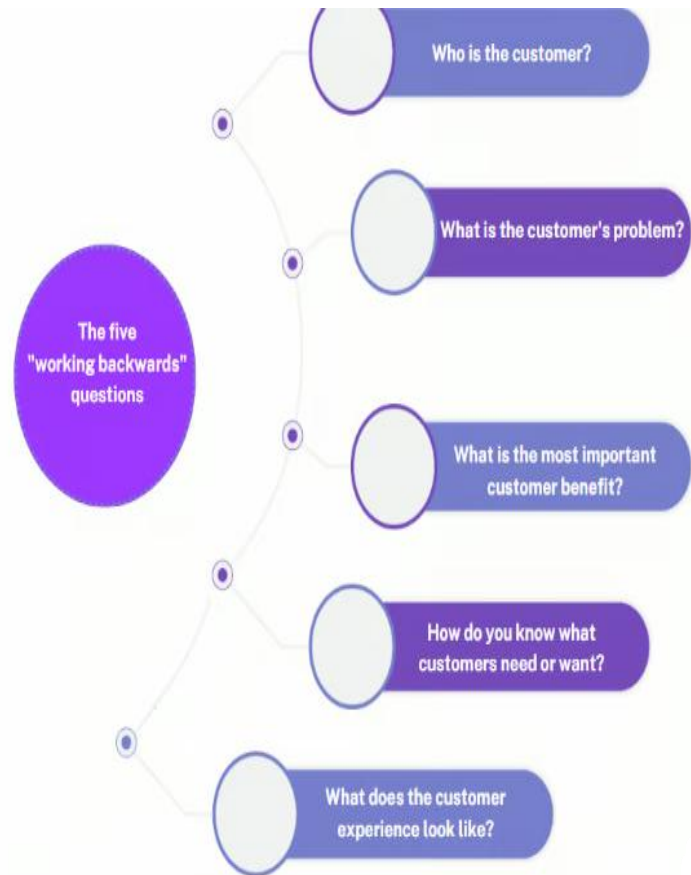 The five
"working backwards"
questions
Who is the customer?
What is the customer's problem?
What is the most important
customer benefit?
How do you know what
customers need or want?
What does the customer
experience look like?